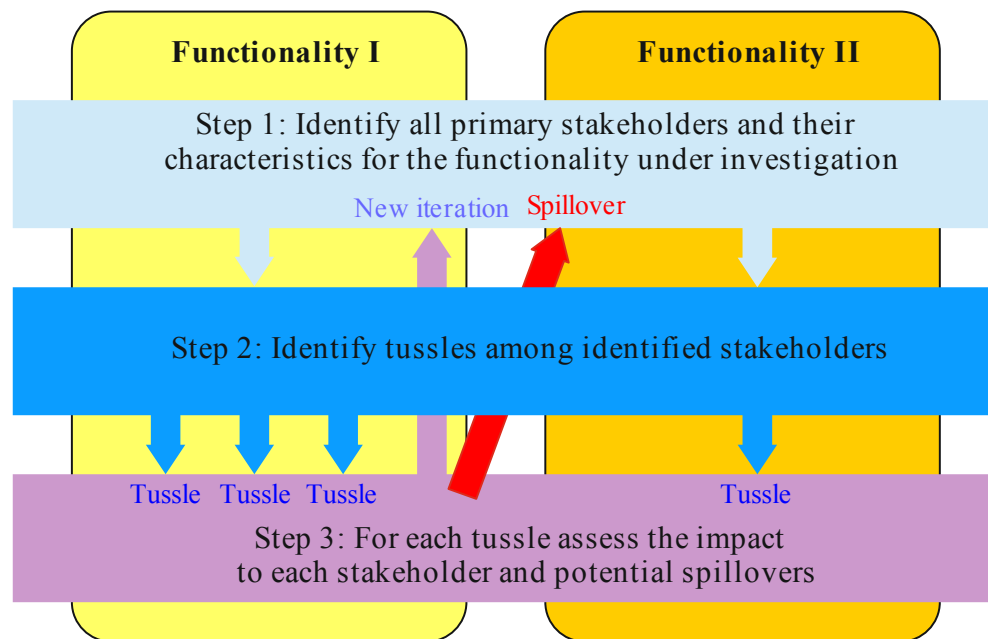 Functionality I
Functionality II
Step 1: Identify all primary stakeholders and their
characteristics for the functionality under investigation
New iteration
Spillover
Step 2: Identify tussles among identified stakeholders
Tussle
Tussle
Tussle
Tussle
Step 3: For each tussle assess the impact
to each stakeholder and potential spillovers